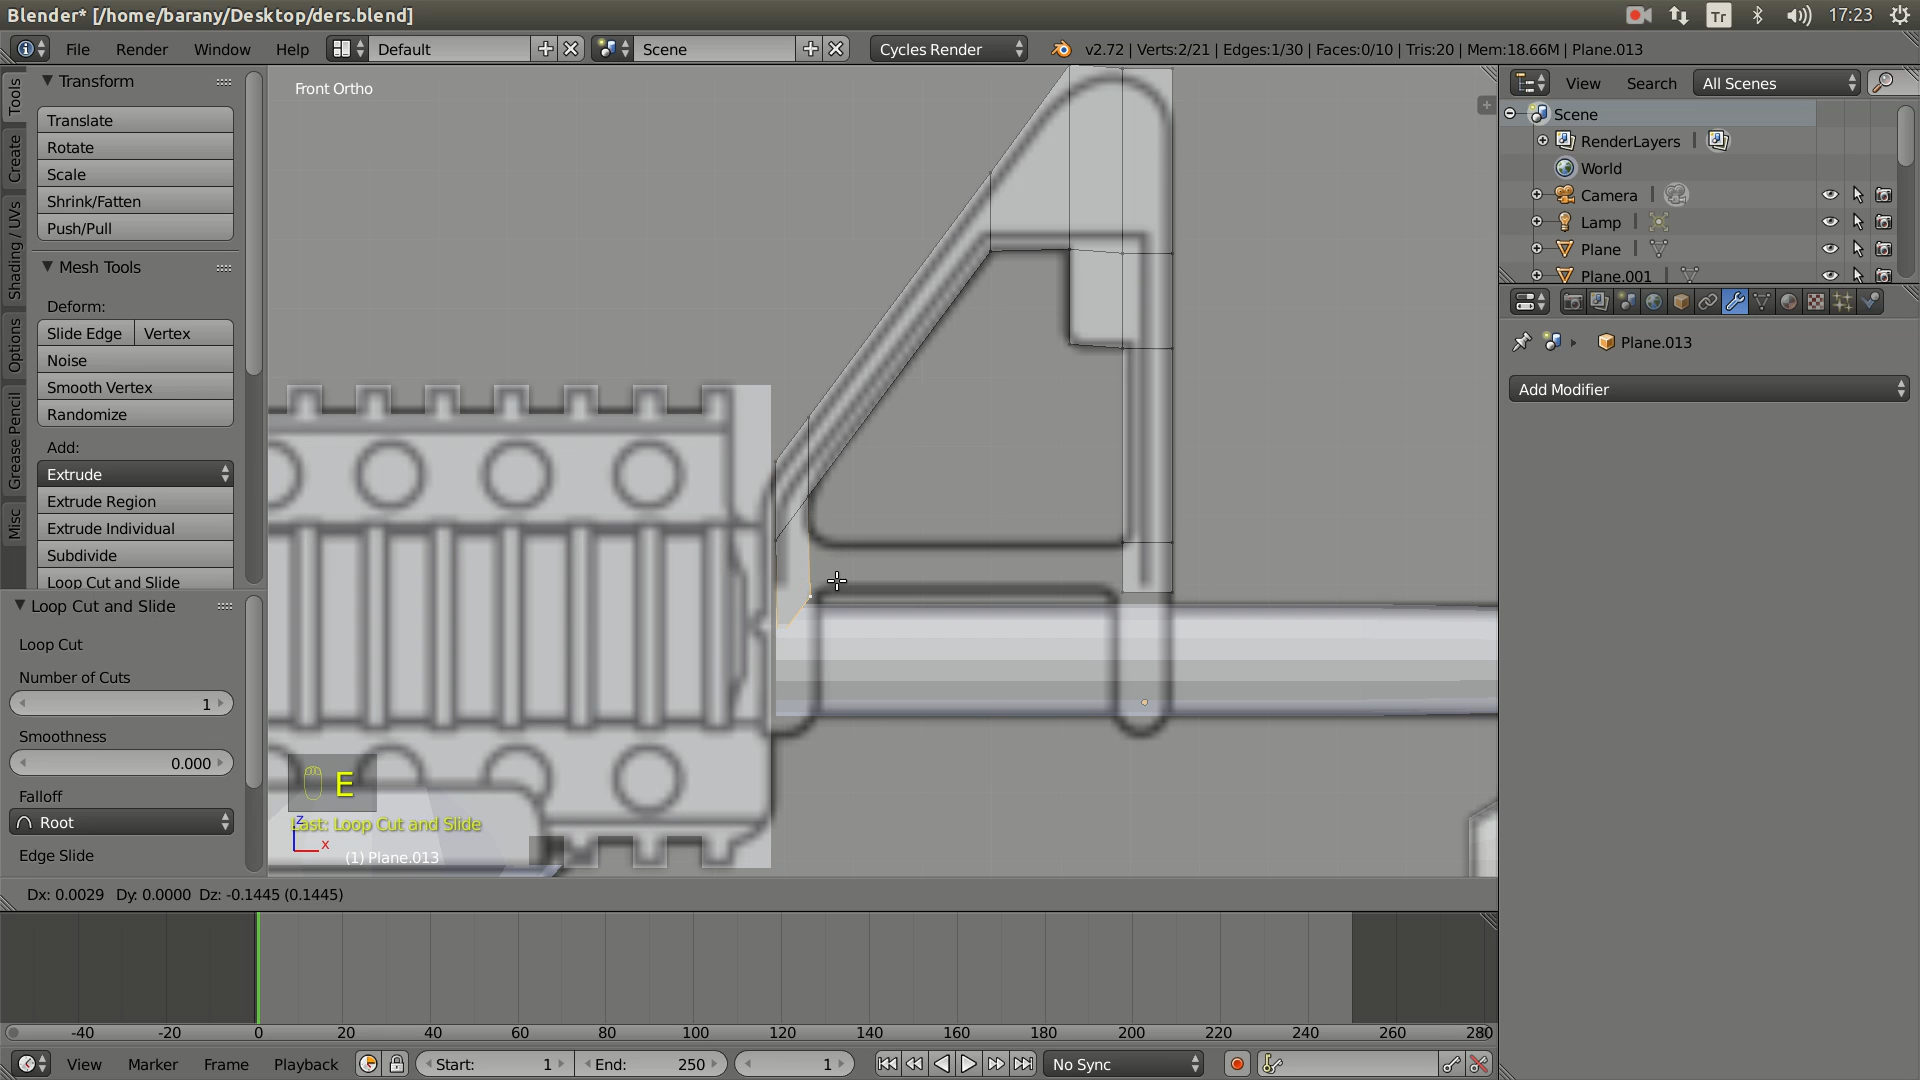 Blender* [/home/barany/Desktop/ders.blend]
Tr
17:23
File
Render
Window
Help
Default
Scene
Cycles Render
v2.72 | Verts:2/21 | Edges:1/30 | Faces:0/10 | Tris:20 | Mem:18.66M | Plane.013
Tools
Create
Shading / UVs
Options
Grease Pencil
Misc
Transform
Translate
Rotate
Scale
Shrink/Fatten
Push/Pull
Mesh Tools
Deform:
Slide Edge
Vertex
Noise
Smooth Vertex
Randomize
Add:
Extrude
Extrude Region
Extrude Individual
Subdivide
Loop Cut and Slide
Loop Cut and Slide
Loop Cut
Number of Cuts
1
Smoothness
0.000
Falloff
Root
Edge Slide
Front Ortho
E
Last: Loop Cut and Slide
z
x
(1) Plane.013
Dx: 0.0029 Dy: 0.0000 Dz: -0.1445 (0.1445)
View
Search
All Scenes
Scene
RenderLayers
World
Camera
Lamp
Plane
Plane.001
Plane.013
Add Modifier
-40 -20 0 20 40 60 80 100 120 140 160 180 200 220 240 260 280
View
Marker
Frame
Playback
Start: 1
End: 250
1
No Sync